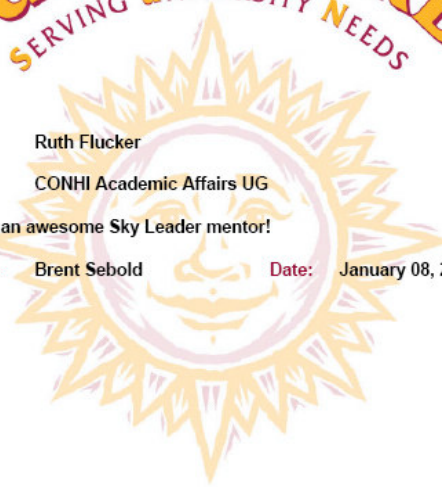 SERVING
NEEDS
Ruth Flucker
CONHI Academic Affairs UG
an awesome Sky Leader mentor!
Brent Sebold Date: January 08,